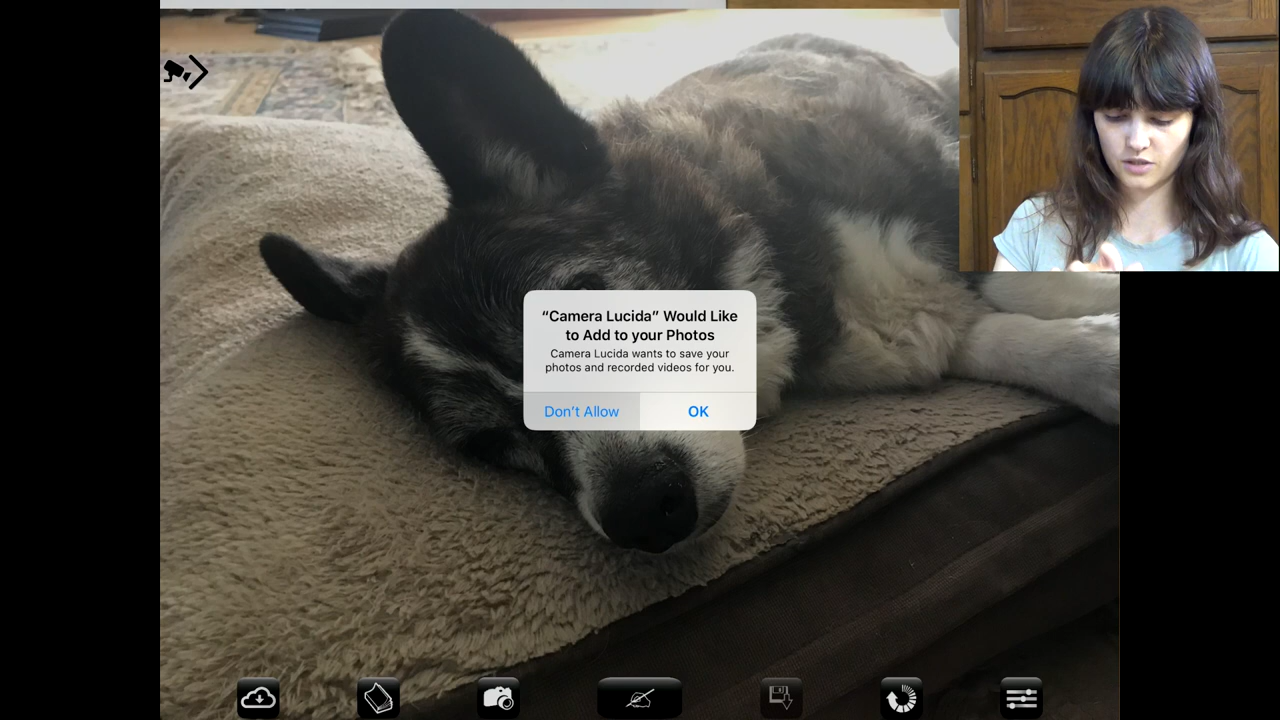 “Camera Lucida” Would Like
to Add to your Photos
Camera Lucida wants to save your
photos and recorded videos for you.
Don’t Allow
OK